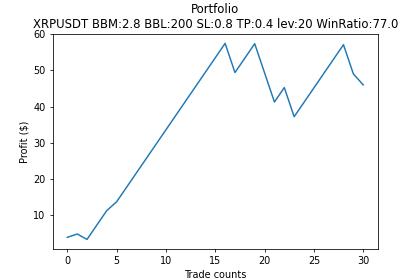 Portfolio
XRPUSDT BBM:2.8 BBL:200 SL:0.8 TP:0.4 lev:20 WinRatio:77.0
60
50
40
30
20
10
Profit ($)
0 5 10 15 20 25 30
Trade counts